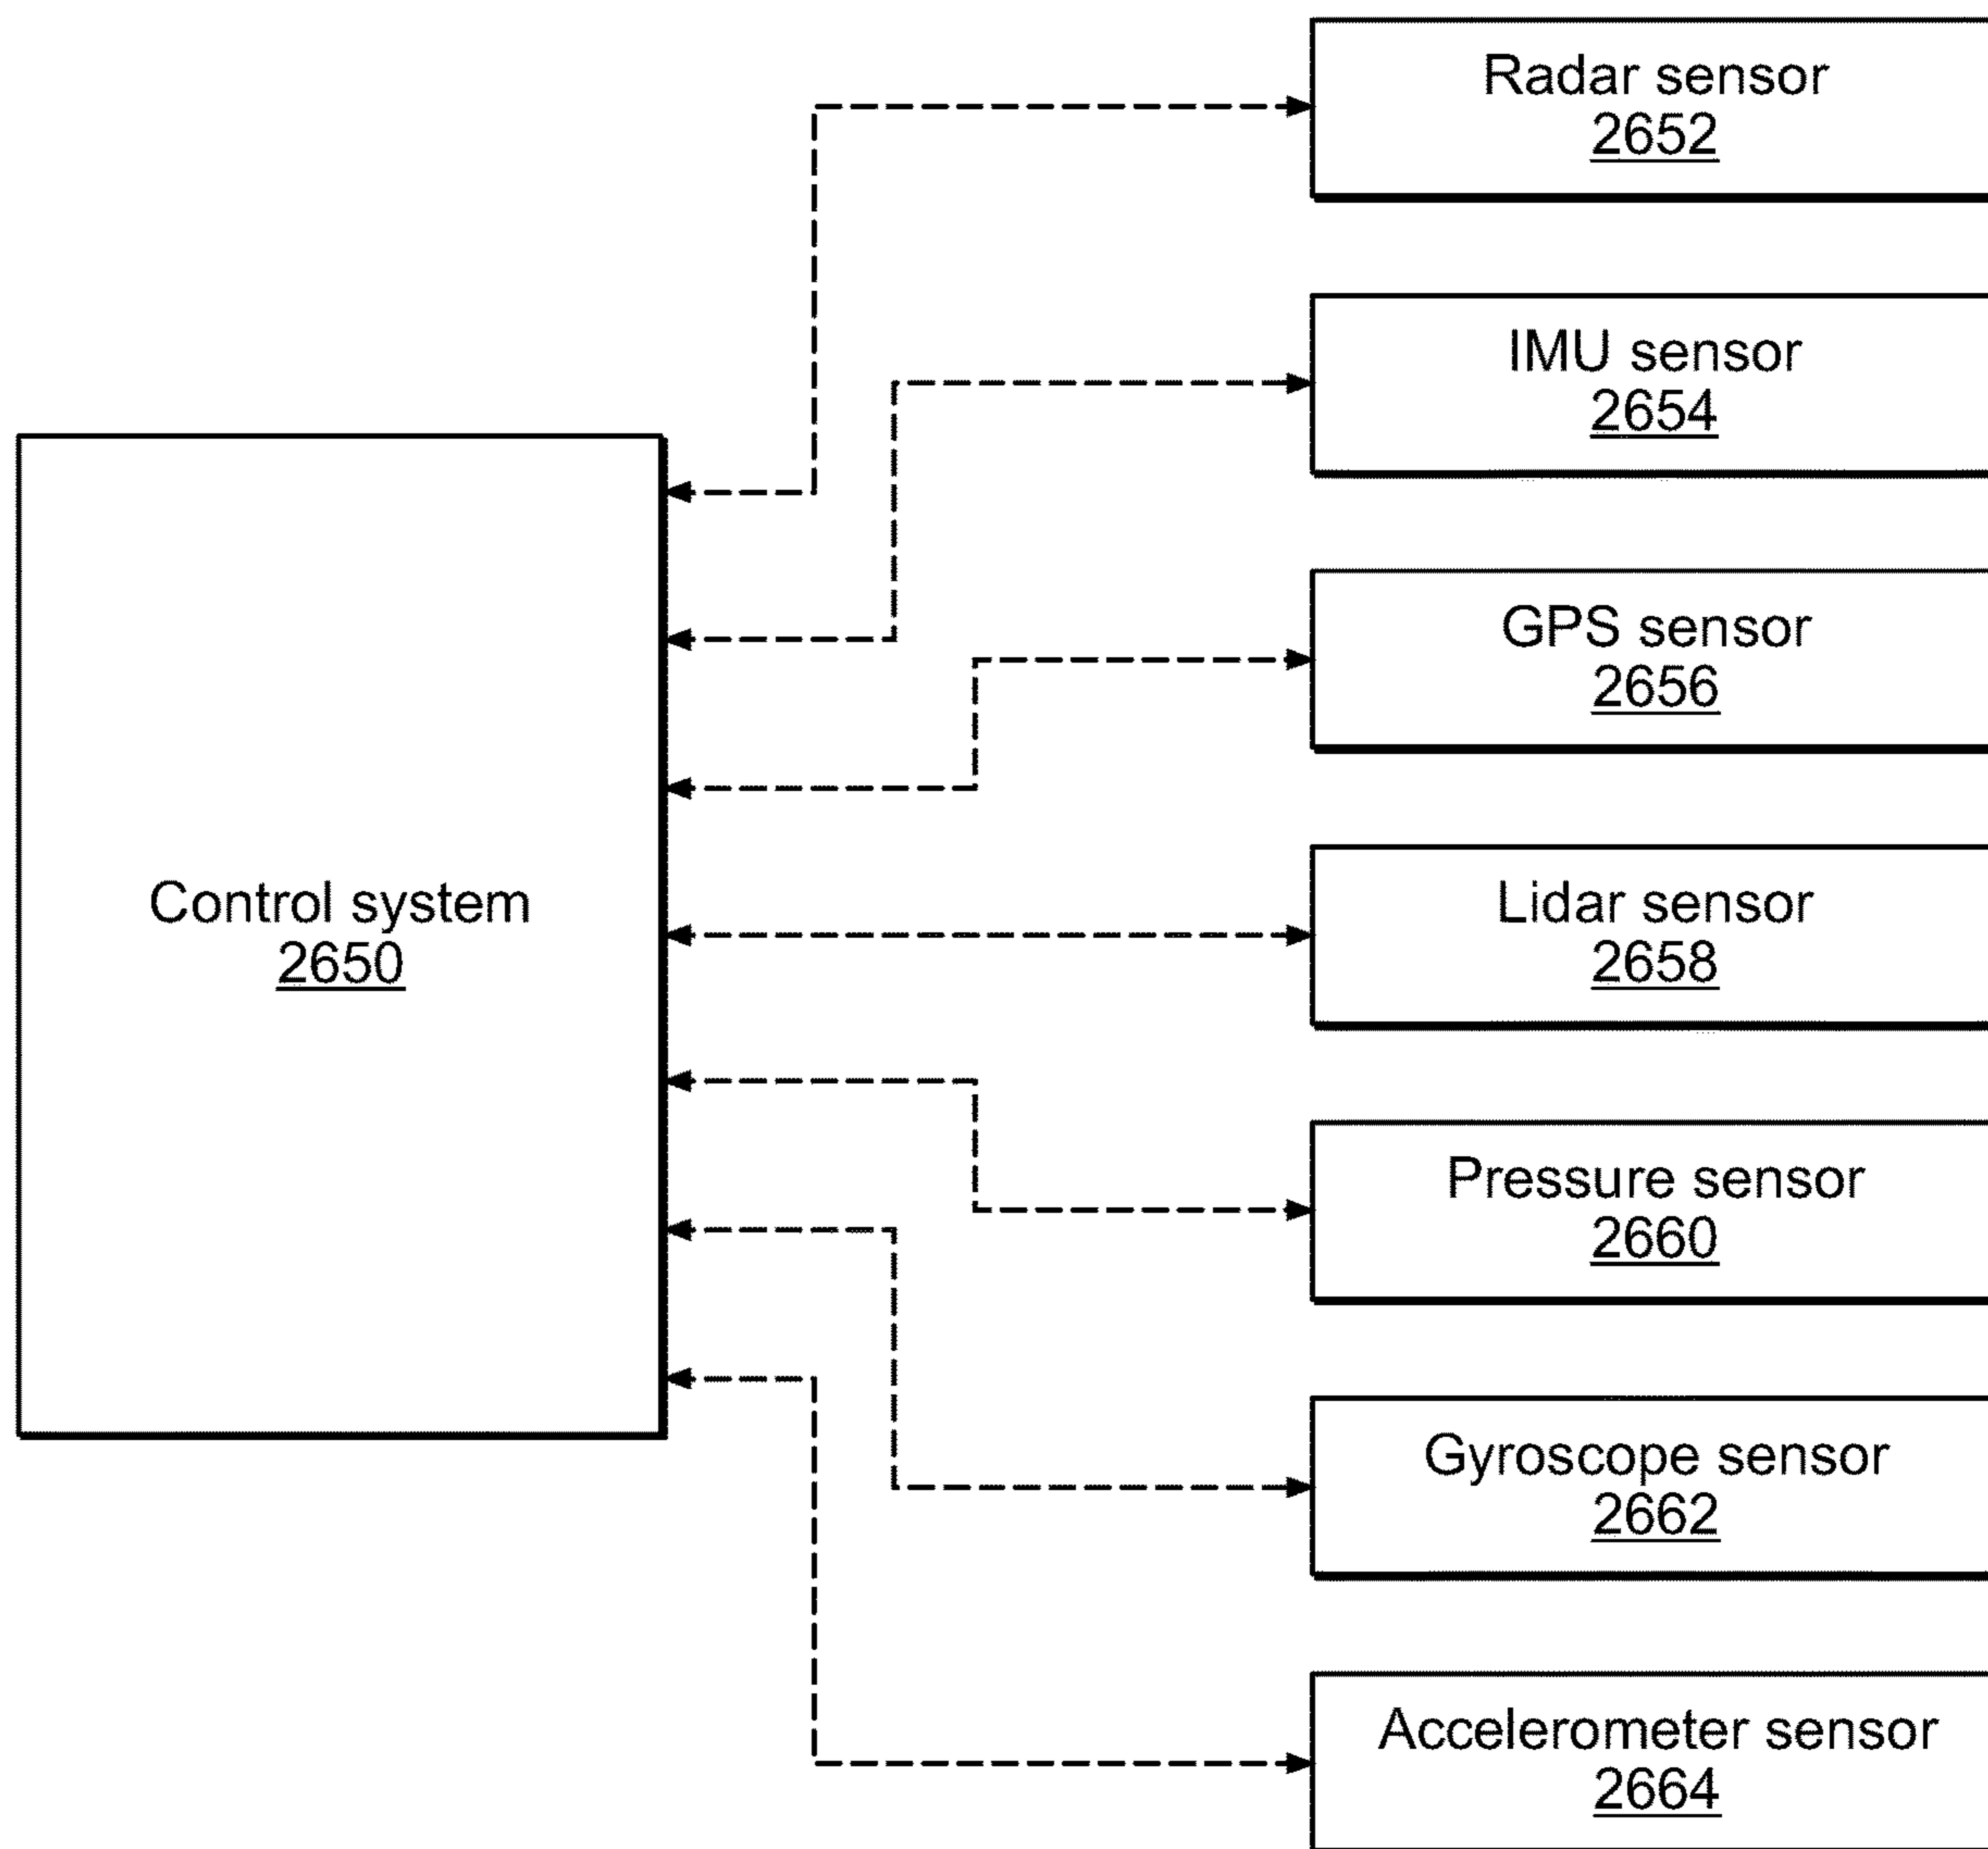 Radar sensor
2652
IMU sensor
2654
GPS sensor
2656
Control system
2650
Lidar sensor
2658
Pressure sensor
2660
Gyroscope sensor
2662
Accelerometer sensor
2664